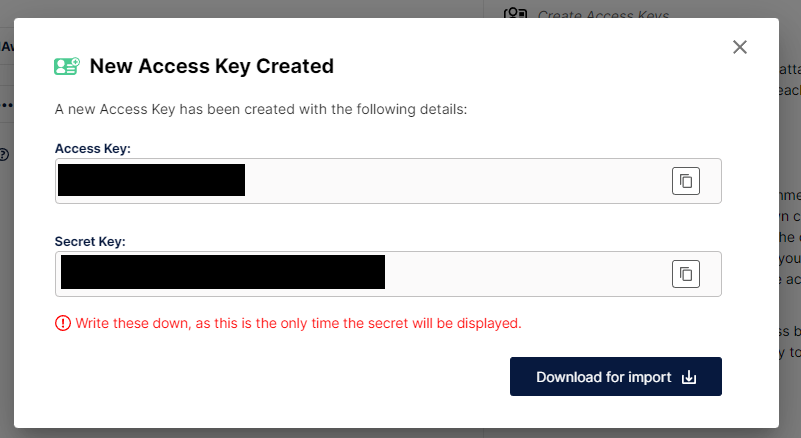 Create Access Keys
New Access Key Created
A new Access Key has been created with the following details:
Access Key:
Secret Key:
Write these down, as this is the only time the secret will be displayed.
Download for import